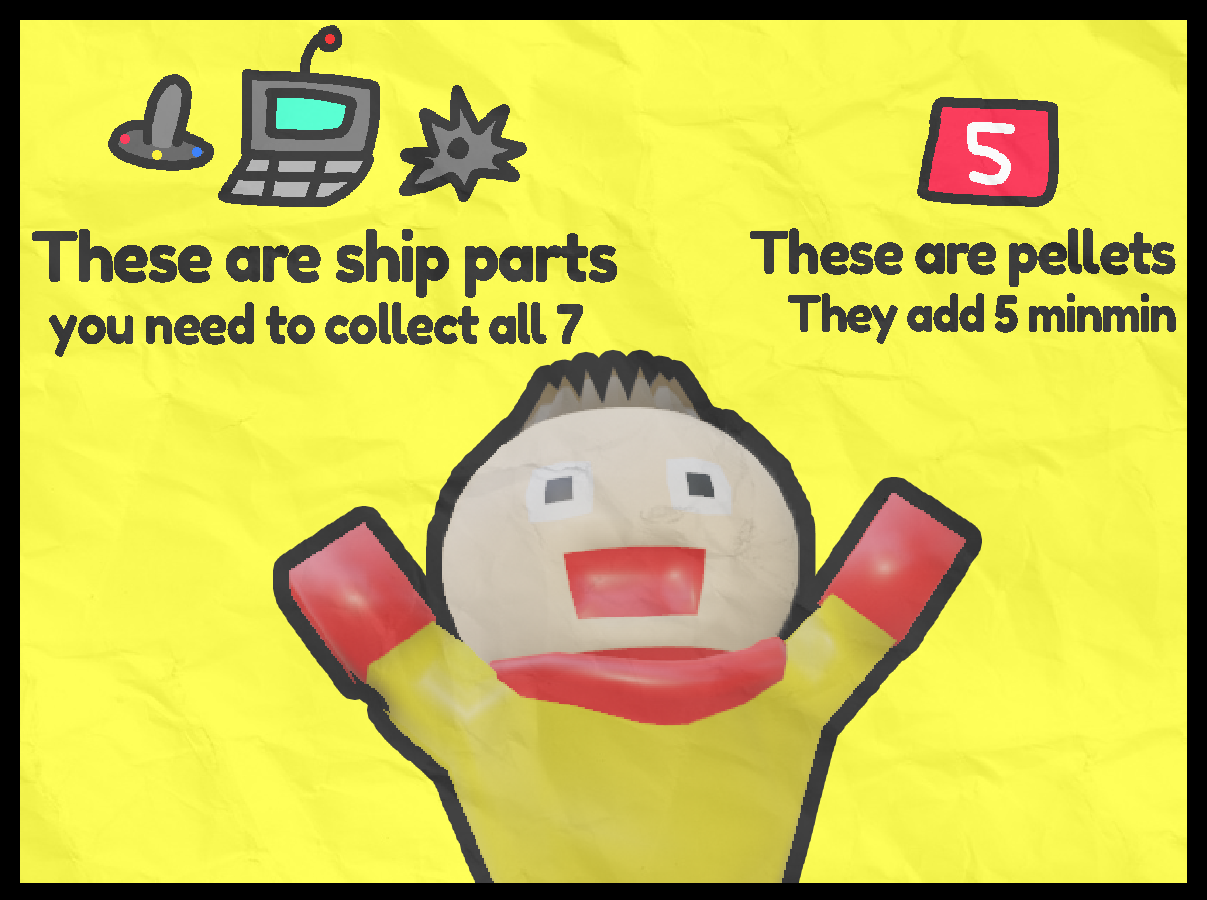 5
These are ship parts
you need to collect all 7
These are pellets
They add 5 minmin